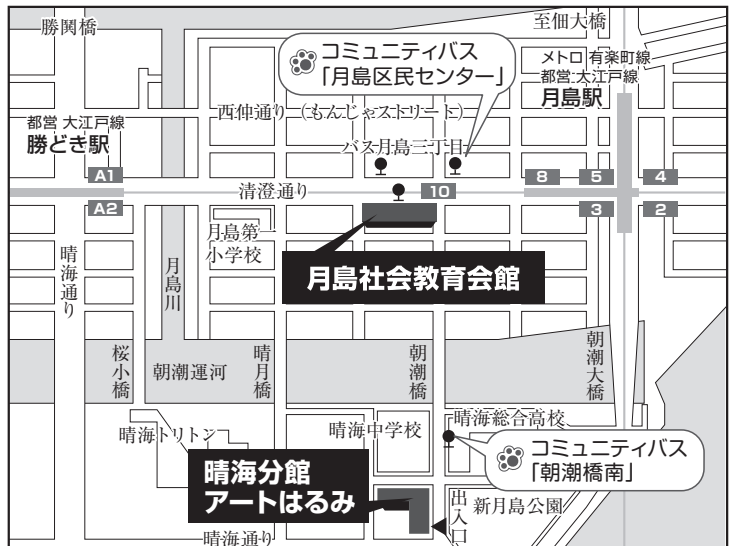 勝関橋
至佃大橋
コミュニティバス
「月島区民センター」
メトロ 有楽町線
都営 大江戸線
月島駅
西仲通り（もんじゃストリート）
都営 大江戸線
勝どき駅
バス月島三丁目
A1
8
5
4
清澄通り
10
A2
3
2
月島第一
小学校
月島社会教育会館
晴海通り
月島川
桜小橋
朝潮運河
晴月橋
朝潮橋
朝潮大橋
晴海トリトン
晴海中学校
晴海総合高校
コミュニティバス
「朝潮橋南」
晴海分館
アートはるみ
出入口
新月島公園
晴海通り